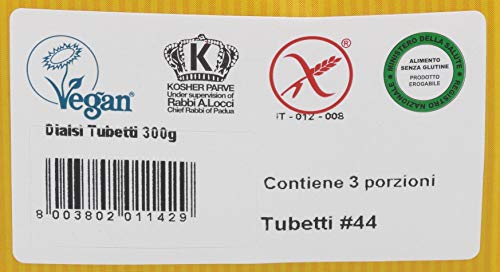 Vegan®
K
KOSHER PARVE
Under supervision of
Rabbi A.Locci
Chief Rabbi of Padua
®
IT - 012 - 008
MINISTERO DELLA SALUTE
ALIMENTO
SENZA GLUTINE
PRODOTTO
EROGABILE
REGISTRO NAZIONALE
Diaisi Tubetti 300g
8 003802 011429
Contiene 3 porzioni
Tubetti #44